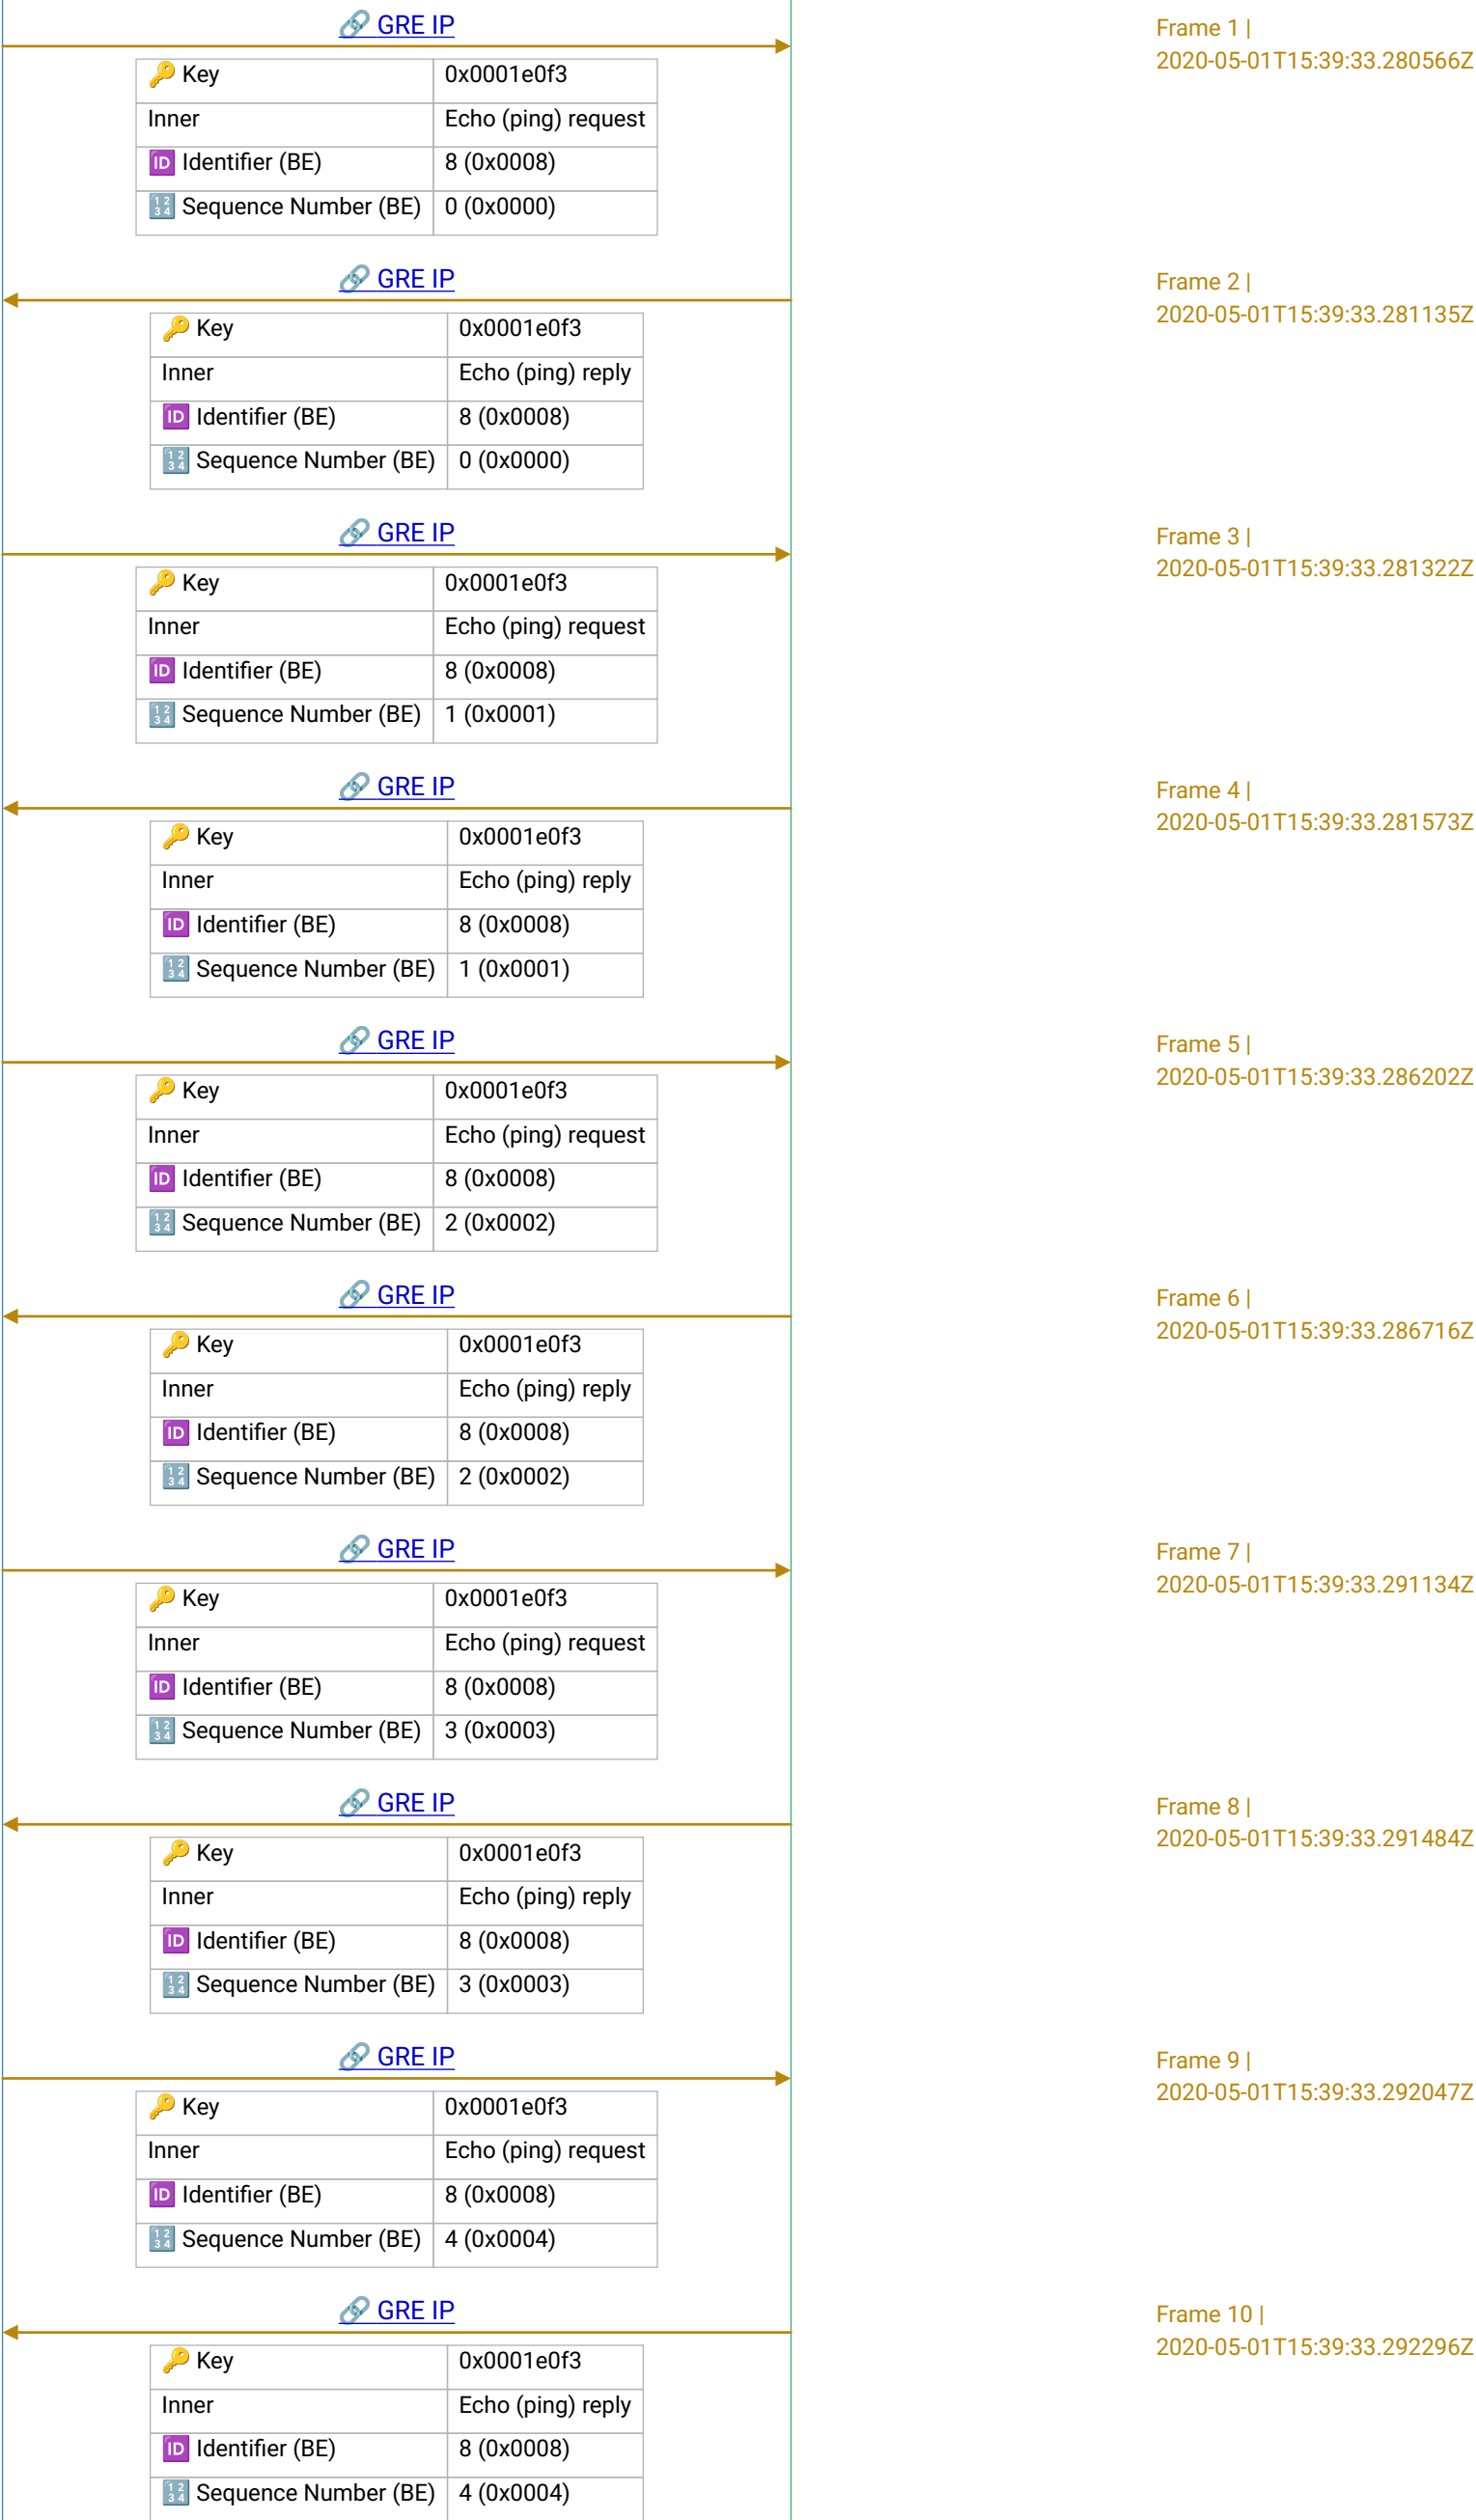 🔗 GRE IP
Frame 1 |
2020-05-01T15:39:33.280566Z
🔑 Key 0x0001e0f3
Inner Echo (ping) request
🆔 Identifier (BE) 8 (0x0008)
🔢 Sequence Number (BE) 0 (0x0000)
🔗 GRE IP
Frame 2 |
2020-05-01T15:39:33.281135Z
🔑 Key 0x0001e0f3
Inner Echo (ping) reply
🆔 Identifier (BE) 8 (0x0008)
🔢 Sequence Number (BE) 0 (0x0000)
🔗 GRE IP
Frame 3 |
2020-05-01T15:39:33.281322Z
🔑 Key 0x0001e0f3
Inner Echo (ping) request
🆔 Identifier (BE) 8 (0x0008)
🔢 Sequence Number (BE) 1 (0x0001)
🔗 GRE IP
Frame 4 |
2020-05-01T15:39:33.281573Z
🔑 Key 0x0001e0f3
Inner Echo (ping) reply
🆔 Identifier (BE) 8 (0x0008)
🔢 Sequence Number (BE) 1 (0x0001)
🔗 GRE IP
Frame 5 |
2020-05-01T15:39:33.286202Z
🔑 Key 0x0001e0f3
Inner Echo (ping) request
🆔 Identifier (BE) 8 (0x0008)
🔢 Sequence Number (BE) 2 (0x0002)
🔗 GRE IP
Frame 6 |
2020-05-01T15:39:33.286716Z
🔑 Key 0x0001e0f3
Inner Echo (ping) reply
🆔 Identifier (BE) 8 (0x0008)
🔢 Sequence Number (BE) 2 (0x0002)
🔗 GRE IP
Frame 7 |
2020-05-01T15:39:33.291134Z
🔑 Key 0x0001e0f3
Inner Echo (ping) request
🆔 Identifier (BE) 8 (0x0008)
🔢 Sequence Number (BE) 3 (0x0003)
🔗 GRE IP
Frame 8 |
2020-05-01T15:39:33.291484Z
🔑 Key 0x0001e0f3
Inner Echo (ping) reply
🆔 Identifier (BE) 8 (0x0008)
🔢 Sequence Number (BE) 3 (0x0003)
🔗 GRE IP
Frame 9 |
2020-05-01T15:39:33.292047Z
🔑 Key 0x0001e0f3
Inner Echo (ping) request
🆔 Identifier (BE) 8 (0x0008)
🔢 Sequence Number (BE) 4 (0x0004)
🔗 GRE IP
Frame 10 |
2020-05-01T15:39:33.292296Z
🔑 Key 0x0001e0f3
Inner Echo (ping) reply
🆔 Identifier (BE) 8 (0x0008)
🔢 Sequence Number (BE) 4 (0x0004)